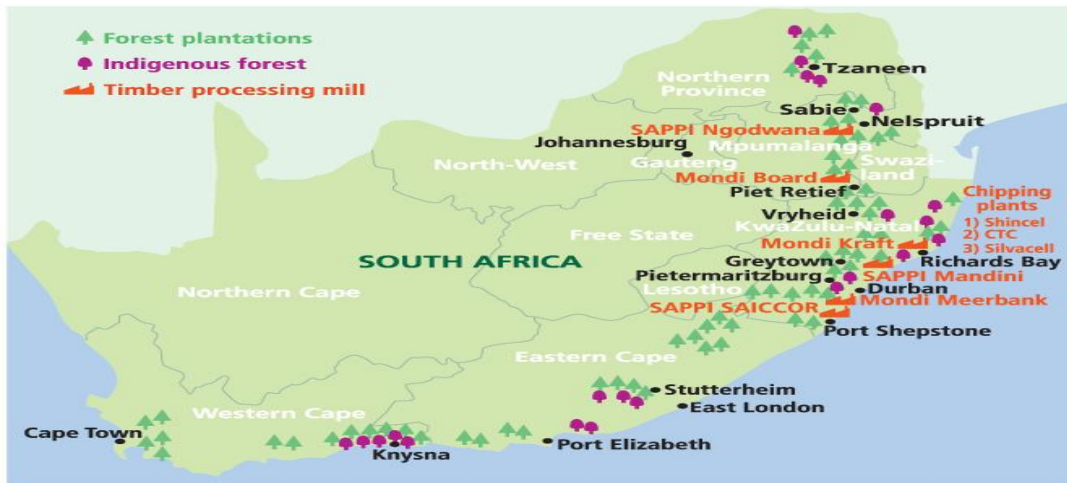 Forest plantations
Indigenous forest
Timber processing mill
Tzaneen
Northern
Province
Sabie
Nelspruit
SAPPI Ngodwana
Johannesburg
Mpumalanga
North-West
Gauteng
Swazi-
land
Mondi Board
Piet Retief
Chipping
plants
1) Shincel
2) CTC
3) Silvacell
Vryheid
KwaZulu-Natal
Free State
Mondi Kraft
SOUTH AFRICA
Greytown
Richards Bay
Pietermaritzburg
SAPPI Mandini
Northern Cape
Lesotho
Durban
Mondi Meerbank
SAPPI SAICCOR
Port Shepstone
Eastern Cape
Stutterheim
East London
Western Cape
Cape Town
Port Elizabeth
Knysna